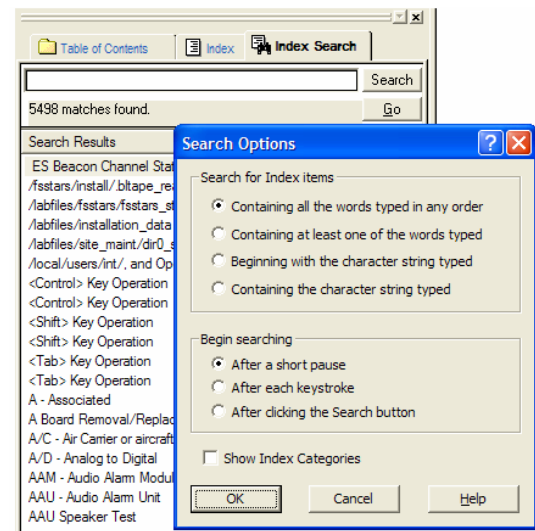 Table of Contents
Index
Index Search
Search
5498 matches found.
Go
Search Results
ES Beacon Channel Stat
/fsstars/install/.bltape_re
/labfiles/fsstars/fsstars_st
/labfiles/installation_data
/labfiles/site_maint/dir0_s
/local/users/int/, and Op
<Control> Key Operation
<Control> Key Operation
<Shift> Key Operation
<Shift> Key Operation
<Tab> Key Operation
<Tab> Key Operation
A - Associated
A Board Removal/Replac
A/C - Air Carrier or aircraft
A/D - Analog to Digital
AAM - Audio Alarm Modul
AAU - Audio Alarm Unit
AAU Speaker Test
Search Options
Search for Index items
Containing all the words typed in any order
Containing at least one of the words typed
Beginning with the character string typed
Containing the character string typed
Begin searching
After a short pause
After each keystroke
After clicking the Search button
Show Index Categories
OK
Cancel
Help